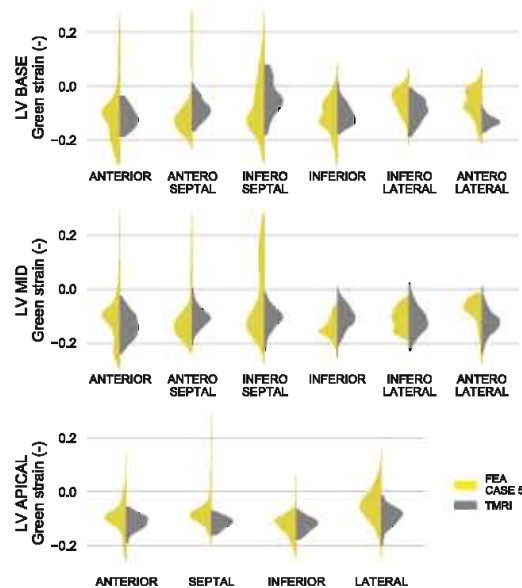 LV BASE
Green strain (-)
0.2
0.0
−0.2
ANTERIOR
ANTERO
SEPTAL
INFERO
SEPTAL
INFERIOR
INFERO
LATERAL
ANTERO
LATERAL
LV MID
Green strain (-)
0.2
0.0
−0.2
ANTERIOR
ANTERO
SEPTAL
INFERO
SEPTAL
INFERIOR
INFERO
LATERAL
ANTERO
LATERAL
LV APICAL
Green strain (-)
0.2
0.0
−0.2
ANTERIOR
SEPTAL
INFERIOR
LATERAL
FEA
CASE 5
TMRI